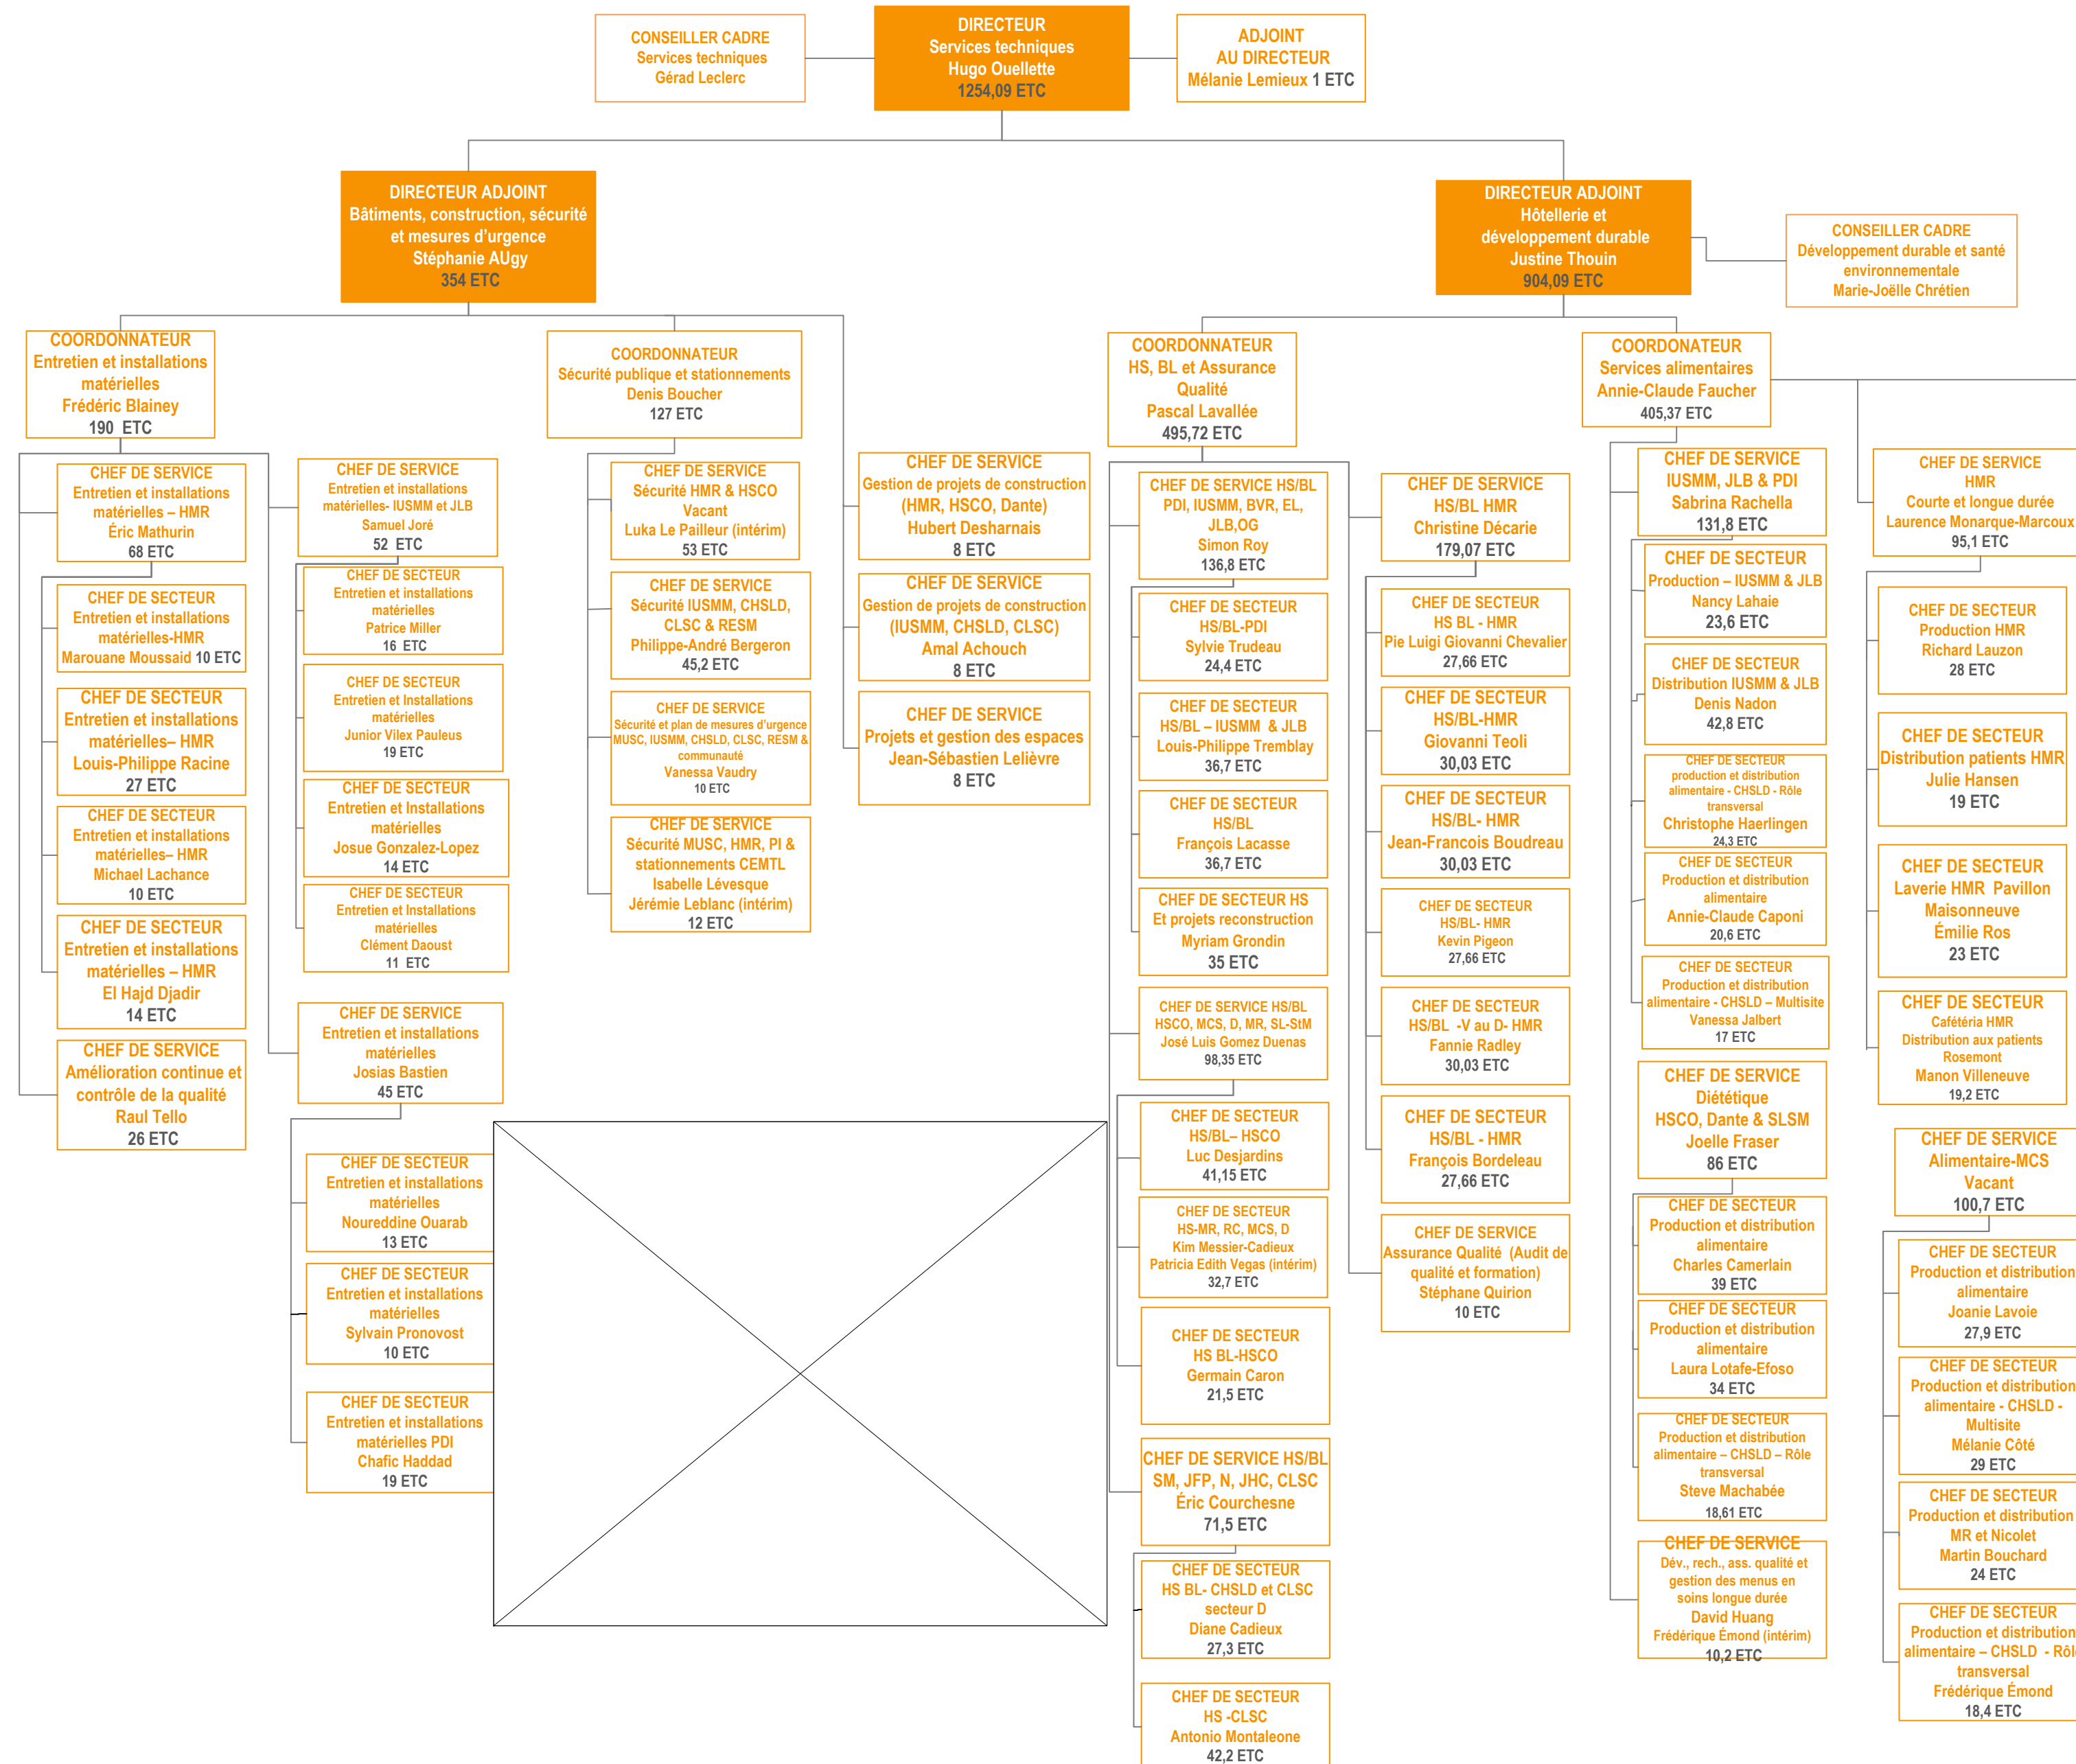 CONSEILLER CADRE
Services techniques
Gérad Leclerc
DIRECTEUR
Services techniques
Hugo Ouellette
1254,09 ETC
ADJOINT
AU DIRECTEUR
Mélanie Lemieux 1 ETC
DIRECTEUR ADJOINT
Bâtiments, construction, sécurité
et mesures d'urgence
Stéphanie AUgy
354 ETC
DIRECTEUR ADJOINT
Hôtellerie et
développement durable
Justine Thouin
904,09 ETC
CONSEILLER CADRE
Développement durable et santé
environnementale
Marie-Joëlle Chrétien
COORDONNATEUR
Entretien et installations
matérielles
Frédéric Blainey
190 ETC
CHEF DE SERVICE
Entretien et installations
matérielles – HMR
Éric Mathurin
68 ETC
CHEF DE SECTEUR
Entretien et installations
matérielles-HMR
Marouane Moussaid 10 ETC
CHEF DE SECTEUR
Entretien et installations
matérielles– HMR
Louis-Philippe Racine
27 ETC
CHEF DE SECTEUR
Entretien et installations
matérielles– HMR
Michael Lachance
10 ETC
CHEF DE SECTEUR
Entretien et installations
matérielles – HMR
El Hajd Djadir
14 ETC
CHEF DE SERVICE
Amélioration continue et
contrôle de la qualité
Raul Tello
26 ETC
CHEF DE SERVICE
Entretien et installations
matérielles- IUSMM et JLB
Samuel Joré
52 ETC
CHEF DE SECTEUR
Entretien et installations
matérielles
Patrice Miller
16 ETC
CHEF DE SECTEUR
Entretien et Installations
matérielles
Junior Vilex Pauleus
19 ETC
CHEF DE SECTEUR
Entretien et Installations
matérielles
Josue Gonzalez-Lopez
14 ETC
CHEF DE SECTEUR
Entretien et Installations
matérielles
Clément Daoust
11 ETC
CHEF DE SERVICE
Entretien et installations
matérielles
Josias Bastien
45 ETC
CHEF DE SECTEUR
Entretien et installations
matérielles
Noureddine Ouarab
13 ETC
CHEF DE SECTEUR
Entretien et installations
matérielles
Sylvain Pronovost
10 ETC
CHEF DE SECTEUR
Entretien et installations
matérielles PDI
Chafic Haddad
19 ETC
COORDONNATEUR
Sécurité publique et stationnements
Denis Boucher
127 ETC
CHEF DE SERVICE
Sécurité HMR & HSCO
Vacant
Luka Le Pailleur (intérim)
53 ETC
CHEF DE SERVICE
Sécurité IUSMM, CHSLD,
CLSC & RESM
Philippe-André Bergeron
45,2 ETC
CHEF DE SERVICE
Sécurité et plan de mesures d'urgence
MUSC, IUSMM, CHSLD, CLSC, RESM &
communauté
Vanessa Vaudry
10 ETC
CHEF DE SERVICE
Sécurité MUSC, HMR, PI &
stationnements CEMTL
Isabelle Lévesque
Jérémie Leblanc (intérim)
12 ETC
CHEF DE SERVICE
Gestion de projets de construction
(HMR, HSCO, Dante)
Hubert Desharnais
8 ETC
CHEF DE SERVICE
Gestion de projets de construction
(IUSMM, CHSLD, CLSC)
Amal Achouch
8 ETC
CHEF DE SERVICE
Projets et gestion des espaces
Jean-Sébastien Lelièvre
8 ETC
COORDONNATEUR
HS, BL et Assurance
Qualité
Pascal Lavallée
495,72 ETC
CHEF DE SERVICE HS/BL
PDI, IUSMM, BVR, EL,
JLB,OG
Simon Roy
136,8 ETC
CHEF DE SECTEUR
HS/BL-PDI
Sylvie Trudeau
24,4 ETC
CHEF DE SECTEUR
HS/BL – IUSMM & JLB
Louis-Philippe Tremblay
36,7 ETC
CHEF DE SECTEUR
HS/BL
François Lacasse
36,7 ETC
CHEF DE SECTEUR HS
Et projets reconstruction
Myriam Grondin
35 ETC
CHEF DE SERVICE HS/BL
HSCO, MCS, D, MR, SL-StM
José Luis Gomez Duenas
98,35 ETC
CHEF DE SECTEUR
HS/BL– HSCO
Luc Desjardins
41,15 ETC
CHEF DE SECTEUR
HS-MR, RC, MCS, D
Kim Messier-Cadieux
Patricia Edith Vegas (intérim)
32,7 ETC
CHEF DE SECTEUR
HS BL-HSCO
Germain Caron
21,5 ETC
CHEF DE SERVICE HS/BL
SM, JFP, N, JHC, CLSC
Éric Courchesne
71,5 ETC
CHEF DE SECTEUR
HS BL- CHSLD et CLSC
secteur D
Diane Cadieux
27,3 ETC
CHEF DE SECTEUR
HS -CLSC
Antonio Montaleone
42,2 ETC
CHEF DE SERVICE
HS/BL HMR
Christine Décarie
179,07 ETC
CHEF DE SECTEUR
HS BL - HMR
Pie Luigi Giovanni Chevalier
27,66 ETC
CHEF DE SECTEUR
HS/BL-HMR
Giovanni Teoli
30,03 ETC
CHEF DE SECTEUR
HS/BL- HMR
Jean-Francois Boudreau
30,03 ETC
CHEF DE SECTEUR
HS/BL- HMR
Kevin Pigeon
27,66 ETC
CHEF DE SECTEUR
HS/BL -V au D- HMR
Fannie Radley
30,03 ETC
CHEF DE SECTEUR
HS/BL - HMR
François Bordeleau
27,66 ETC
CHEF DE SERVICE
Assurance Qualité (Audit de
qualité et formation)
Stéphane Quirion
10 ETC
COORDONATEUR
Services alimentaires
Annie-Claude Faucher
405,37 ETC
CHEF DE SERVICE
IUSMM, JLB & PDI
Sabrina Rachella
131,8 ETC
CHEF DE SECTEUR
Production – IUSMM & JLB
Nancy Lahaie
23,6 ETC
CHEF DE SECTEUR
Distribution IUSMM & JLB
Denis Nadon
42,8 ETC
CHEF DE SECTEUR
production et distribution
alimentaire - CHSLD - Rôle
transversal
Christophe Haerlingen
24,3 ETC
CHEF DE SECTEUR
Production et distribution
alimentaire
Annie-Claude Caponi
20,6 ETC
CHEF DE SECTEUR
Production et distribution
alimentaire - CHSLD – Multisite
Vanessa Jalbert
17 ETC
CHEF DE SERVICE
Diététique
HSCO, Dante & SLSM
Joelle Fraser
86 ETC
CHEF DE SECTEUR
Production et distribution
alimentaire
Charles Camerlain
39 ETC
CHEF DE SECTEUR
Production et distribution
alimentaire
Laura Lotafe-Efoso
34 ETC
CHEF DE SECTEUR
Production et distribution
alimentaire – CHSLD – Rôle
transversal
Steve Machabée
18,61 ETC
CHEF DE SERVICE
Dév., rech., ass. qualité et
gestion des menus en
soins longue durée
David Huang
Frédérique Émond (intérim)
10,2 ETC
CHEF DE SERVICE
HMR
Courte et longue durée
Laurence Monarque-Marcoux
95,1 ETC
CHEF DE SECTEUR
Production HMR
Richard Lauzon
28 ETC
CHEF DE SECTEUR
Distribution patients HMR
Julie Hansen
19 ETC
CHEF DE SECTEUR
Laverie HMR Pavillon
Maisonneuve
Émilie Ros
23 ETC
CHEF DE SECTEUR
Cafétéria HMR
Distribution aux patients
Rosemont
Manon Villeneuve
19,2 ETC
CHEF DE SERVICE
Alimentaire-MCS
Vacant
100,7 ETC
CHEF DE SECTEUR
Production et distribution
alimentaire
Joanie Lavoie
27,9 ETC
CHEF DE SECTEUR
Production et distribution
alimentaire - CHSLD -
Multisite
Mélanie Côté
29 ETC
CHEF DE SECTEUR
Production et distribution
MR et Nicolet
Martin Bouchard
24 ETC
CHEF DE SECTEUR
Production et distribution
alimentaire – CHSLD - Rôle
transversal
Frédérique Émond
18,4 ETC